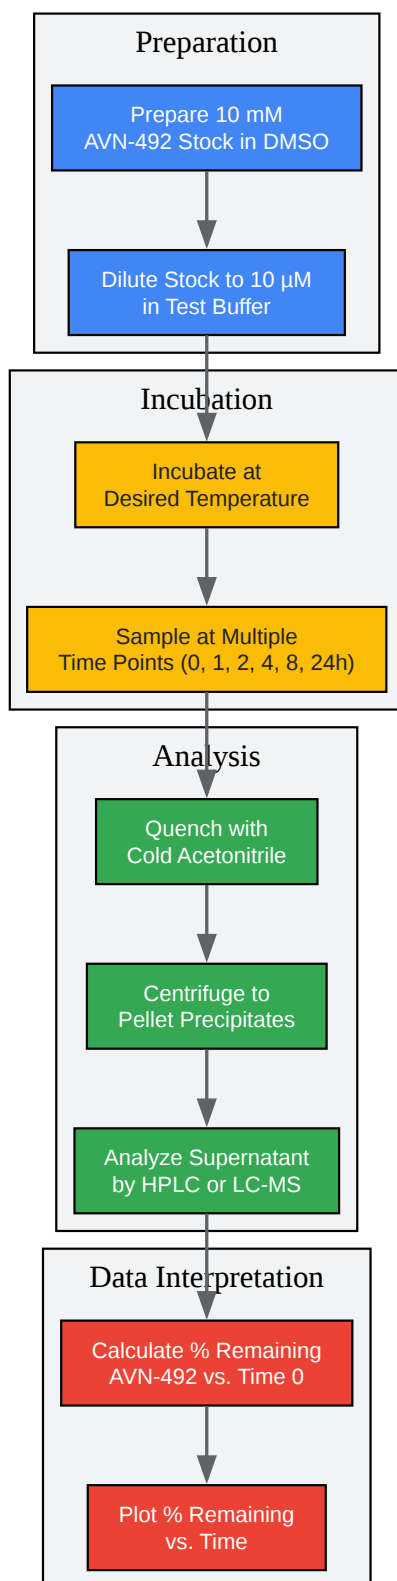 Preparation
Prepare 10 mM
AVN-492 Stock in DMSO
Dilute Stock to 10 µM
in Test Buffer
Incubation
Incubate at
Desired Temperature
Sample at Multiple
Time Points (0, 1, 2, 4, 8, 24h)
Analysis
Quench with
Cold Acetonitrile
Centrifuge to
Pellet Precipitates
Analyze Supernatant
by HPLC or LC-MS
Data Interpretation
Calculate % Remaining
AVN-492 vs. Time 0
Plot % Remaining
vs. Time